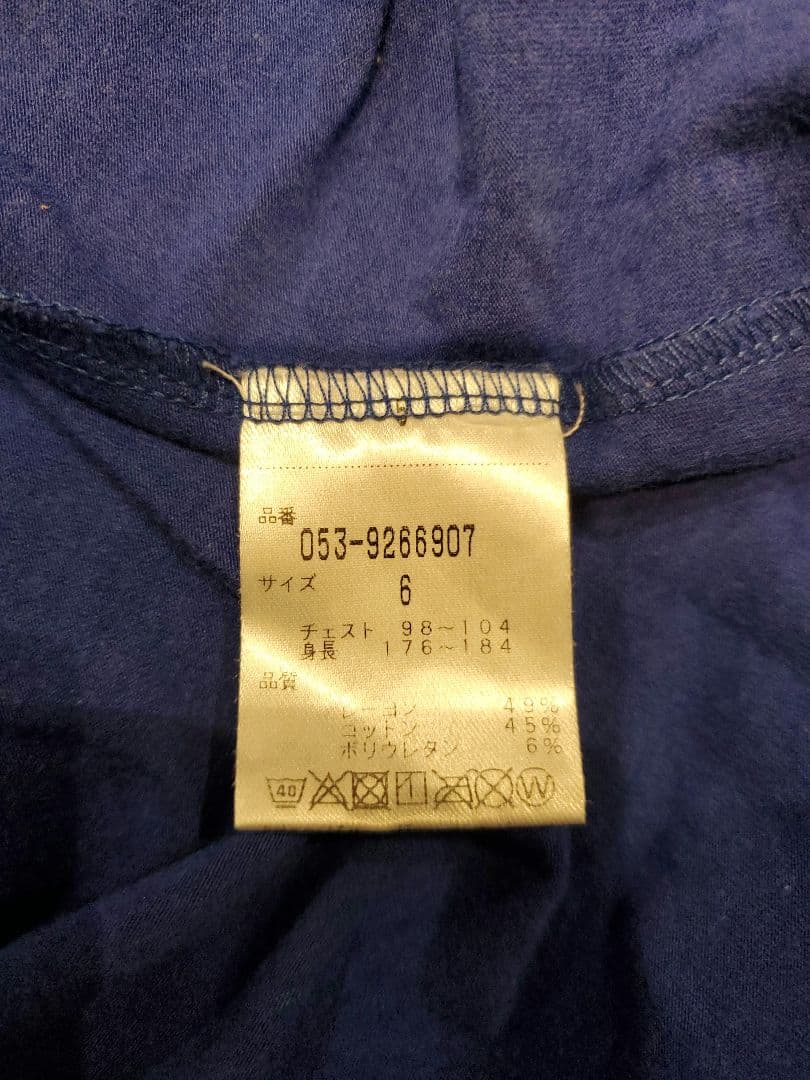 品番
053-9266907
サイズ
6
チェスト 98～104
身長 176～184
品質
レーヨン 49%
コットン 45%
ポリウレタン 6%
40
W